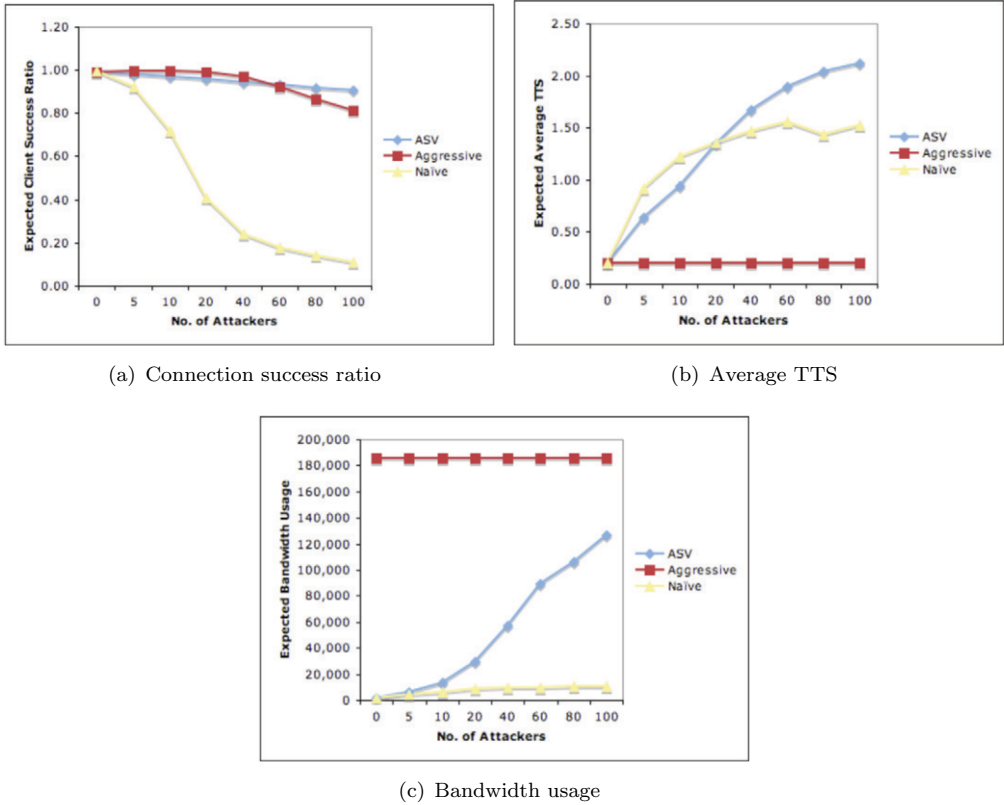 1.20
1.00
0.80
0.60
0.40
0.20
0.00
Expected Client Success Ratio
0 5 10 20 40 60 80 100
No. of Attackers
ASV
Aggressive
Naïve
(a) Connection success ratio
2.50
2.00
1.50
1.00
0.50
0.00
Expected Average TTS
0 5 10 20 40 60 80 100
No. of Attackers
ASV
Aggressive
Naïve
(b) Average TTS
200,000
180,000
160,000
140,000
120,000
100,000
80,000
60,000
40,000
20,000
0
Expected Bandwidth Usage
0 5 10 20 40 60 80 100
No. of Attackers
ASV
Aggressive
Naïve
(c) Bandwidth usage